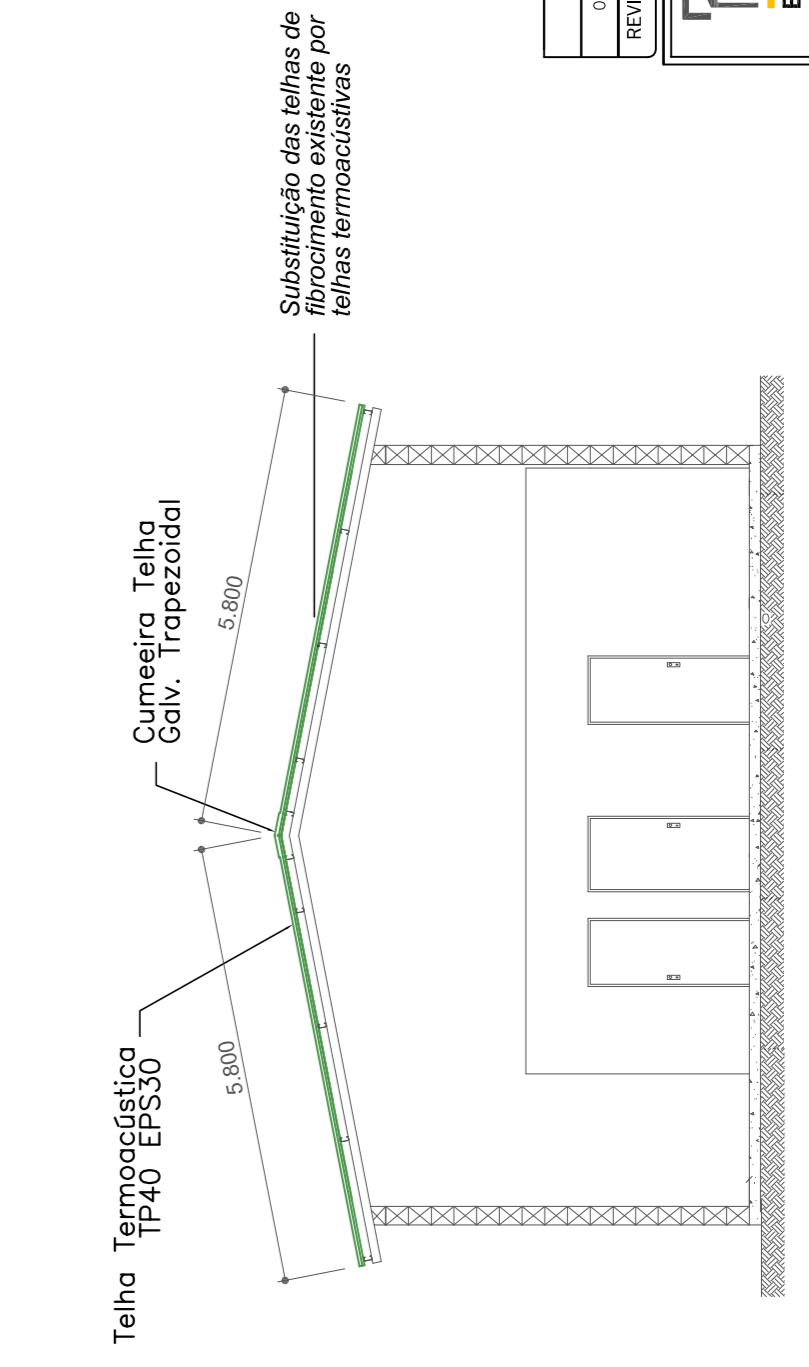 Telha Termoacústica
TP40 EPS30
5.800
Cumeeira Telha
Galv. Trapezoidal
5.800
Substituição das telhas de
fibrocimento existente por
telhas termoacústivas
0
REVI